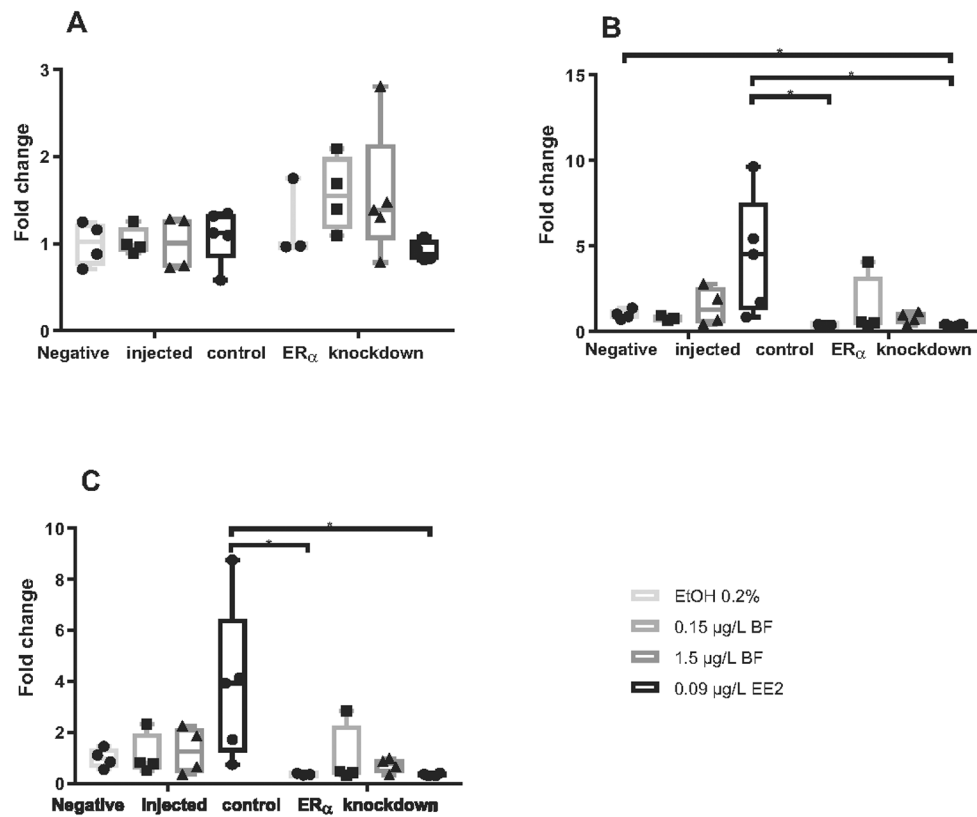 A
Fold change
3
2
1
0
Negative injected control ERα knockdown
B
* 
*
*
Fold change
15
10
5
0
Negative injected control ERα knockdown
C
*
*
Fold change
10
8
6
4
2
0
Negative Injected control ERα knockdown
EtOH 0.2%
0.15 µg/L BF
1.5 µg/L BF
0.09 µg/L EE2